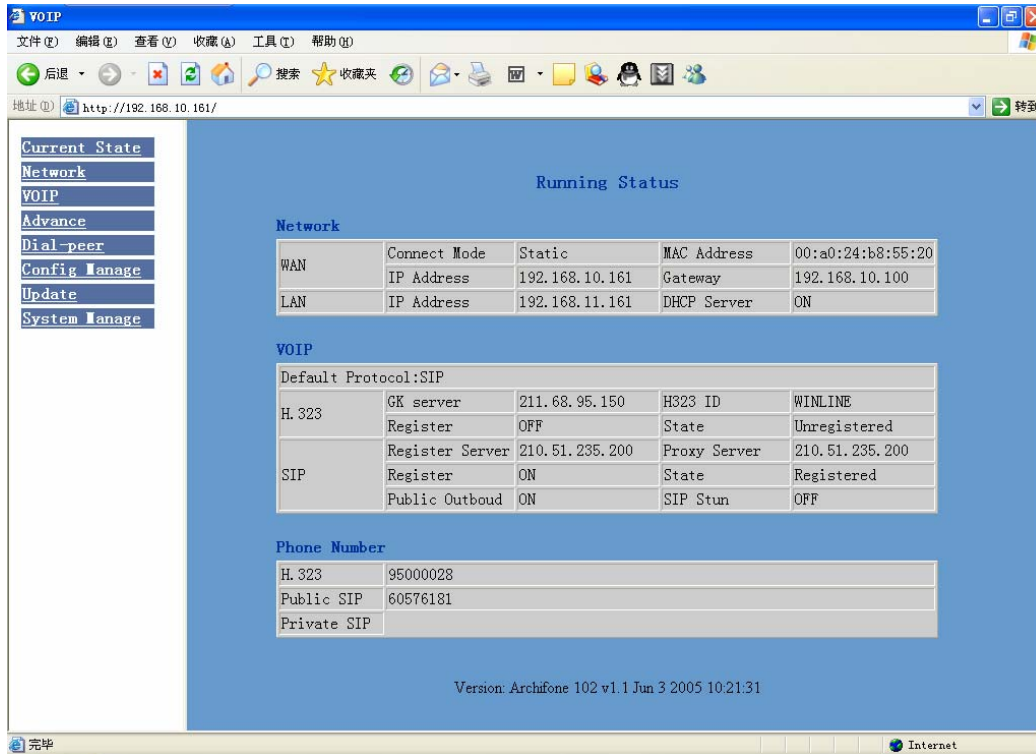 VOIP
文件(F) 编辑(E) 查看(V) 收藏(A) 工具(T) 帮助(H)
后退 搜索 收藏夹
地址(D) http://192.168.10.161/ 转到
Current State
Network
VOIP
Advance
Dial-peer
Config Manage
Update
System Manage
Running Status
Network
WAN Connect Mode Static MAC Address 00:a0:24:b8:55:20
IP Address 192.168.10.161 Gateway 192.168.10.100
LAN IP Address 192.168.11.161 DHCP Server ON
VOIP
Default Protocol:SIP
H.323 GK server 211.68.95.150 H323 ID WINLINE
Register OFF State Unregistered
SIP Register Server 210.51.235.200 Proxy Server 210.51.235.200
Register ON State Registered
Public Outboud ON SIP Stun OFF
Phone Number
H.323 95000028
Public SIP 60576181
Private SIP
Version: Archifone 102 v1.1 Jun 3 2005 10:21:31
完毕 Internet